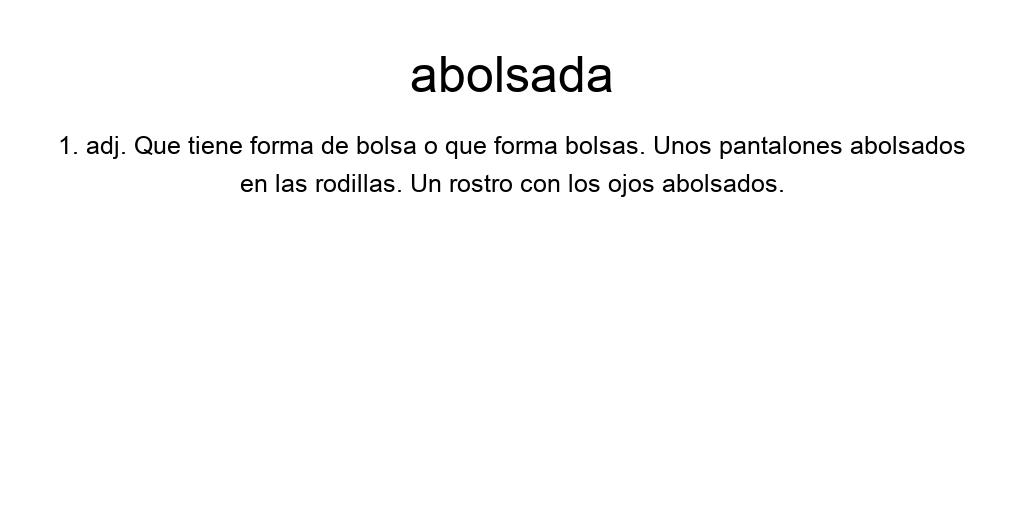 abolsada
1. adj. Que tiene forma de bolsa o que forma bolsas. Unos pantalones abolsados
en las rodillas. Un rostro con los ojos abolsados.